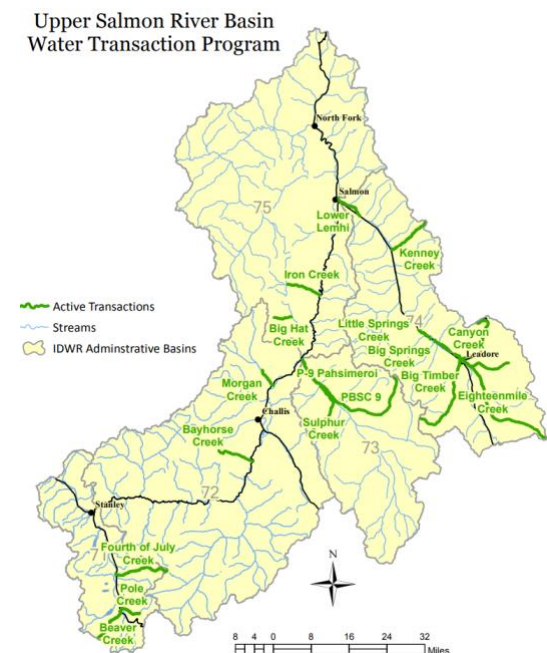 Upper Salmon River Basin
Water Transaction Program
North Fork
75
Salmon
Lower
Lemhi
Kenney
Creek
Iron Creek
Active Transactions
Streams
IDWR Adminstrative Basins
Big Hat
Creek
Little Springs
Creek
74
Canyon
Creek
Big Springs
Creek
Leadore
Big Timber
Creek
Eighteenmile
Creek
P-9 Pahsimeroi
PBSC 9
Morgan
Creek
Challis
Sulphur
Creek
Bayhorse
Creek
73
72
Stanley
71
Fourth of July
Creek
Pole
Creek
Beaver
Creek
N
8 4 0 8 16 24 32
Miles